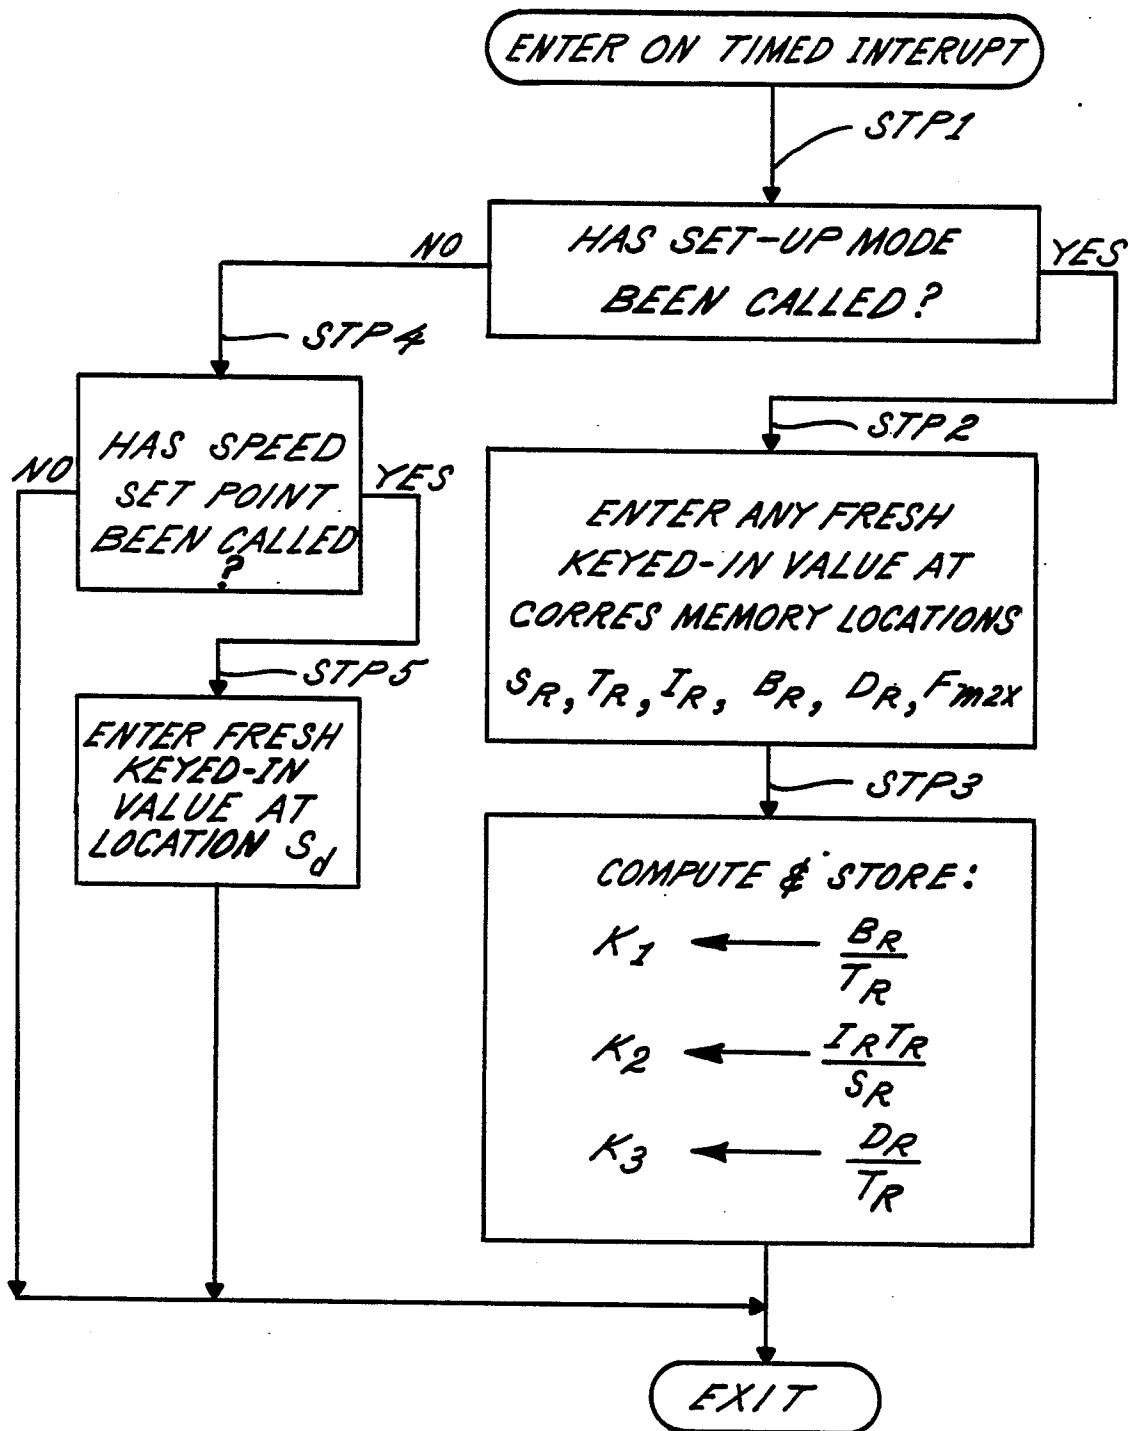 ENTER ON TIMED INTERUPT
STP1
HAS SET-UP MODE
BEEN CALLED?
NO
YES
STP4
HAS SPEED
SET POINT
BEEN CALLED
?
NO
YES
STP5
ENTER FRESH
KEYED-IN
VALUE AT
LOCATION Sd
STP2
ENTER ANY FRESH
KEYED-IN VALUE AT
CORRES MEMORY LOCATIONS
SR, TR, IR, BR, DR, Fmax
STP3
COMPUTE & STORE:
K1 ← BR/TR
K2 ← IRTR/SR
K3 ← DR/TR
EXIT